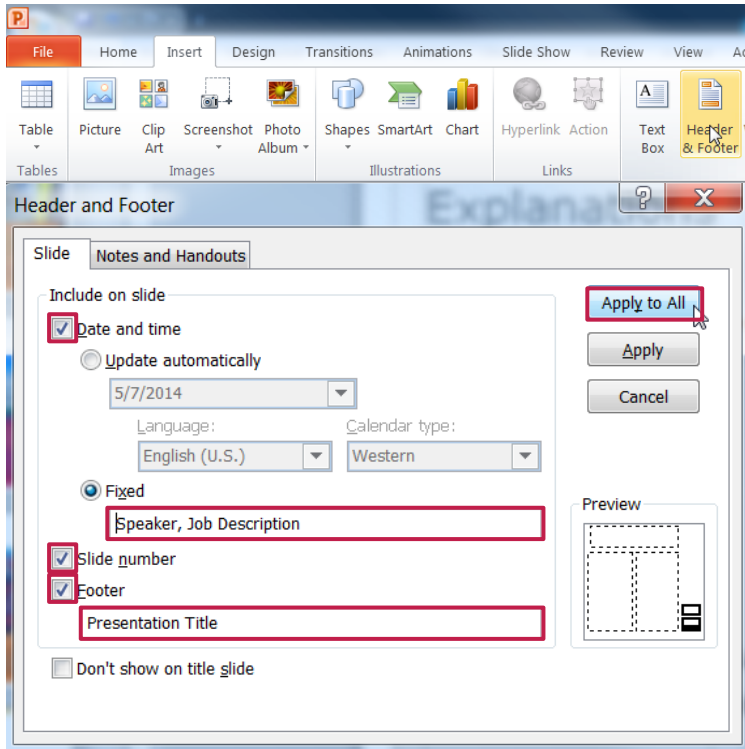 P
File Home Insert Design Transitions Animations Slide Show Review View
Table Picture Clip Art Screenshot Photo Album Shapes SmartArt Chart Hyperlink Action Text Box Header & Footer
Tables Images Illustrations Links
Explanations
Header and Footer ? X
Slide Notes and Handouts
Include on slide
Apply to All
Date and time
Update automatically
Apply
5/7/2014
Cancel
Language: Calendar type:
English (U.S.) Western
Fixed
Preview
Speaker, Job Description
Slide number
Footer
Presentation Title
Don't show on title slide